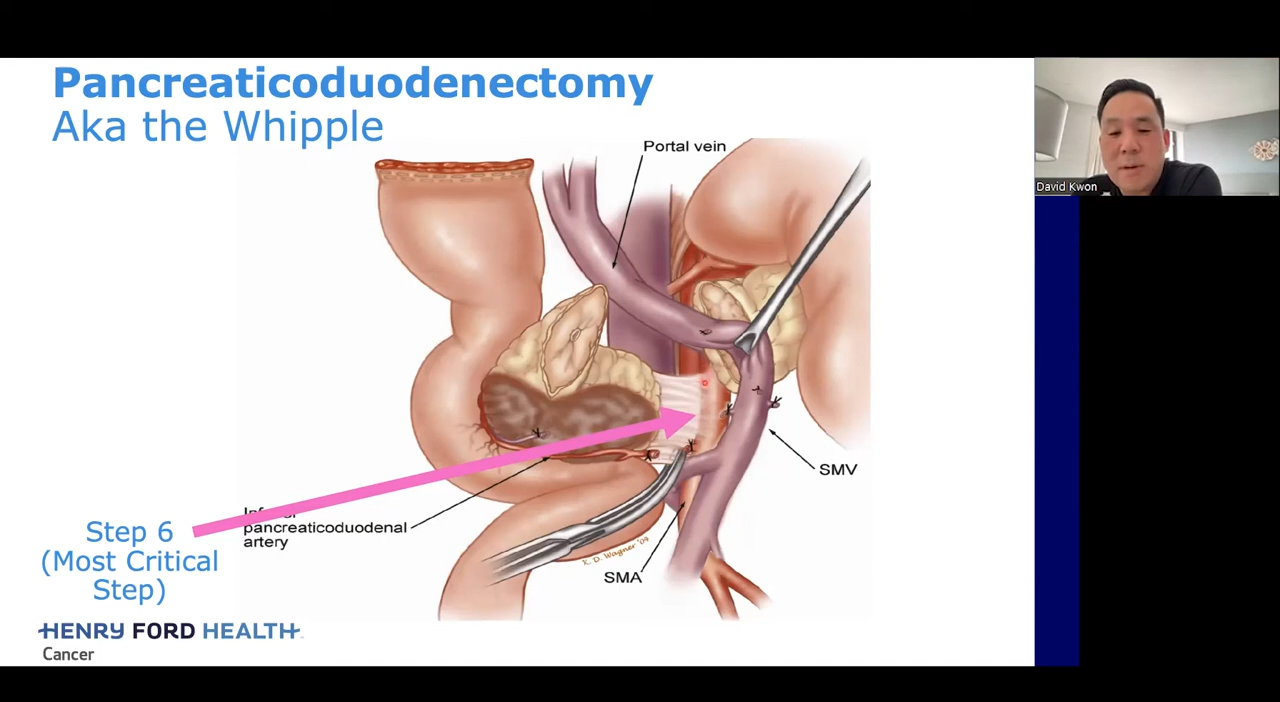 Pancreaticoduodenectomy
Aka the Whipple
Portal vein
David Kwon
SMV
Inferior
pancreaticoduodenal
artery
R. D. Wagner '04
SMA
Step 6
(Most Critical
Step)
HENRY FORD HEALTH
Cancer